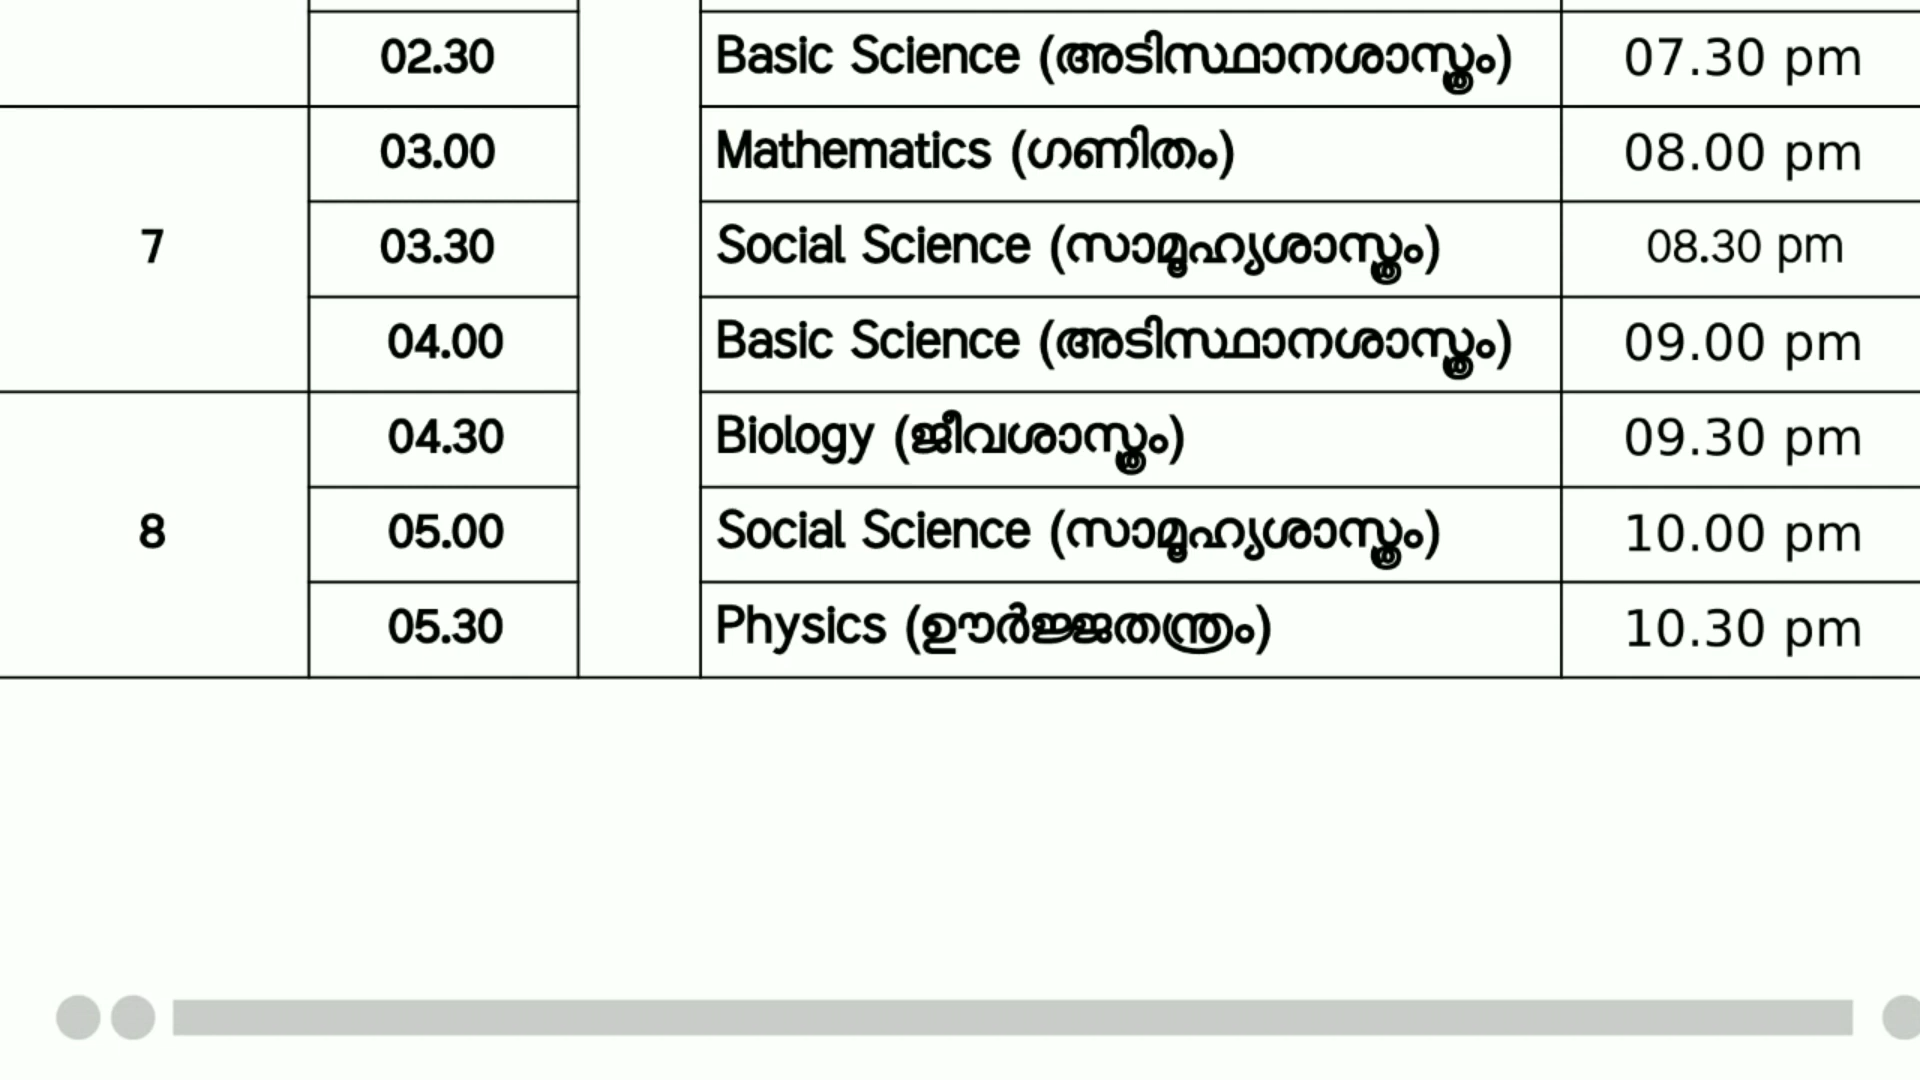 02.30 Basic Science (അടിസ്ഥാനശാസ്ത്രം) 07.30 pm
03.00 Mathematics (ഗണിതം) 08.00 pm
7 03.30 Social Science (സാമൂഹ്യശാസ്ത്രം) 08.30 pm
04.00 Basic Science (അടിസ്ഥാനശാസ്ത്രം) 09.00 pm
04.30 Biology (ജീവശാസ്ത്രം) 09.30 pm
8 05.00 Social Science (സാമൂഹ്യശാസ്ത്രം) 10.00 pm
05.30 Physics (ഊർജ്ജതന്ത്രം) 10.30 pm